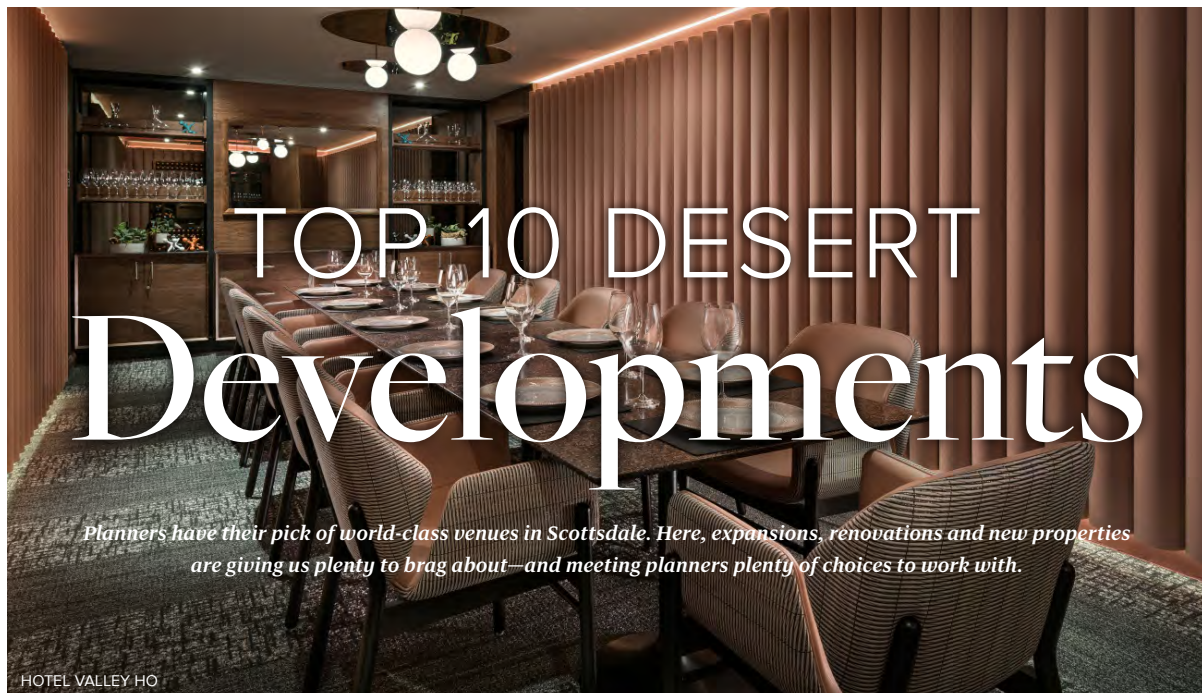 TOP 10 DESERT
Developments
Planners have their pick of world-class venues in Scottsdale. Here, expansions, renovations and new properties
are giving us plenty to brag about—and meeting planners plenty of choices to work with.
HOTEL VALLEY HO